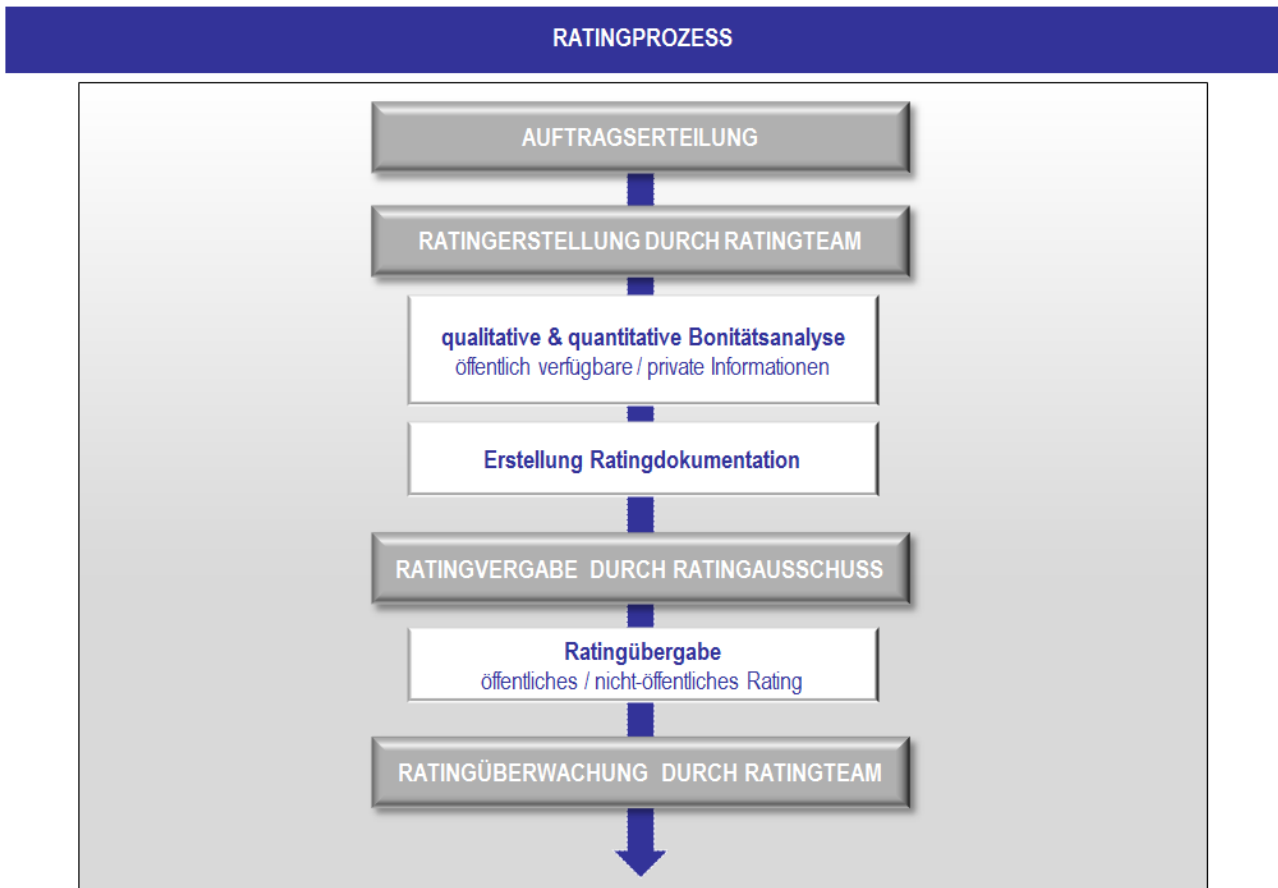 RATINGPROZESS
AUFTRAGSERTEILUNG
RATINGERSTELLUNG DURCH RATINGTEAM
qualitative & quantitative Bonitätsanalyse
öffentlich verfügbare / private Informationen
Erstellung Ratingdokumentation
RATINGVERGABE DURCH RATINGAUSSCHUSS
Ratingübergabe
öffentliches / nicht-öffentliches Rating
RATINGÜBERWACHUNG DURCH RATINGTEAM